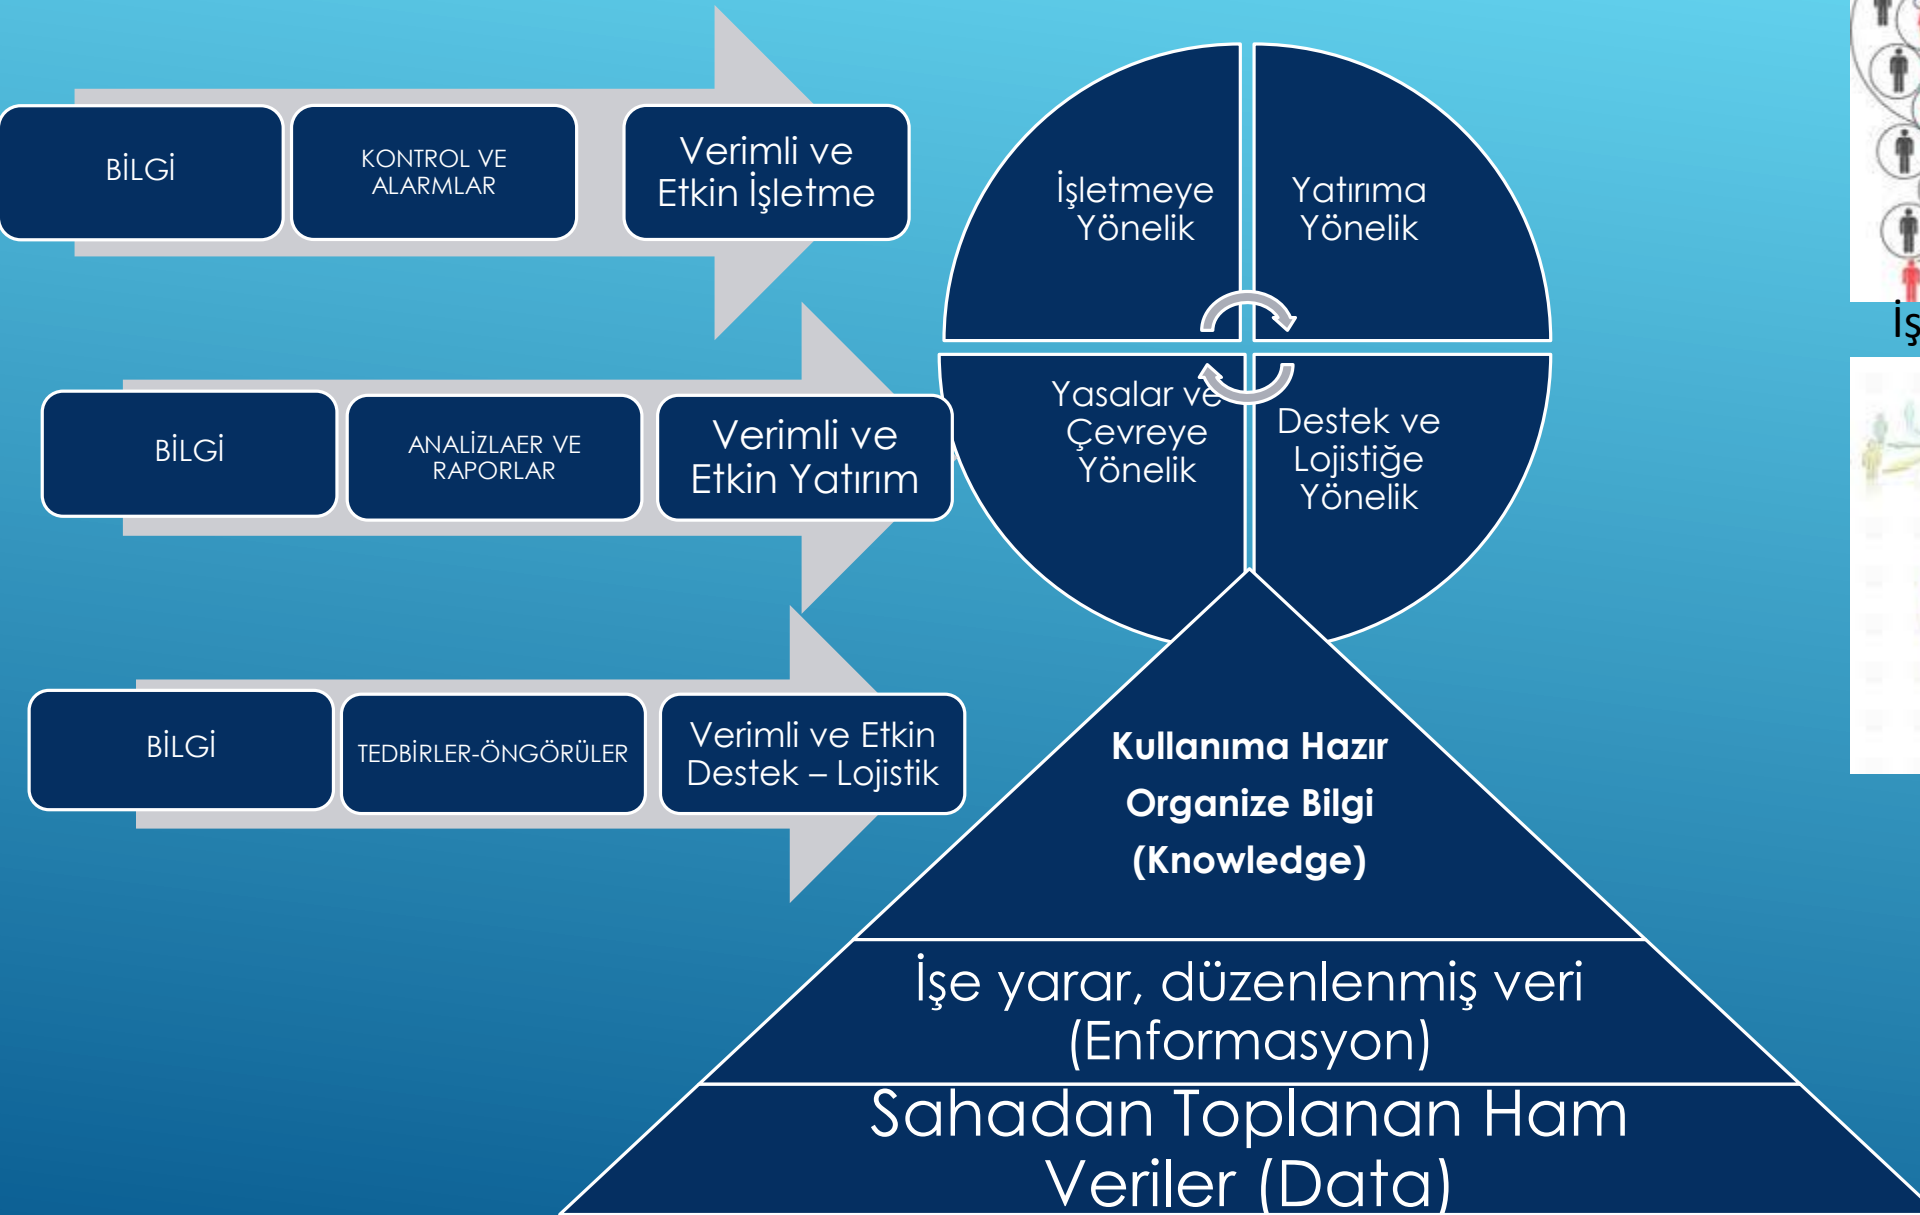 BİLGİ
KONTROL VE
ALARMLAR
Verimli ve
Etkin İşletme
BİLGİ
ANALİZLAER VE
RAPORLAR
Verimli ve
Etkin Yatırım
BİLGİ
TEDBİRLER-ÖNGÖRÜLER
Verimli ve Etkin
Destek – Lojistik
İşletmeye
Yönelik
Yatırıma
Yönelik
Yasalar ve
Çevreye
Yönelik
Destek ve
Lojistiğe
Yönelik
Kullanıma Hazır
Organize Bilgi
(Knowledge)
İşe yarar, düzenlenmiş veri
(Enformasyon)
Sahadan Toplanan Ham
Veriler (Data)